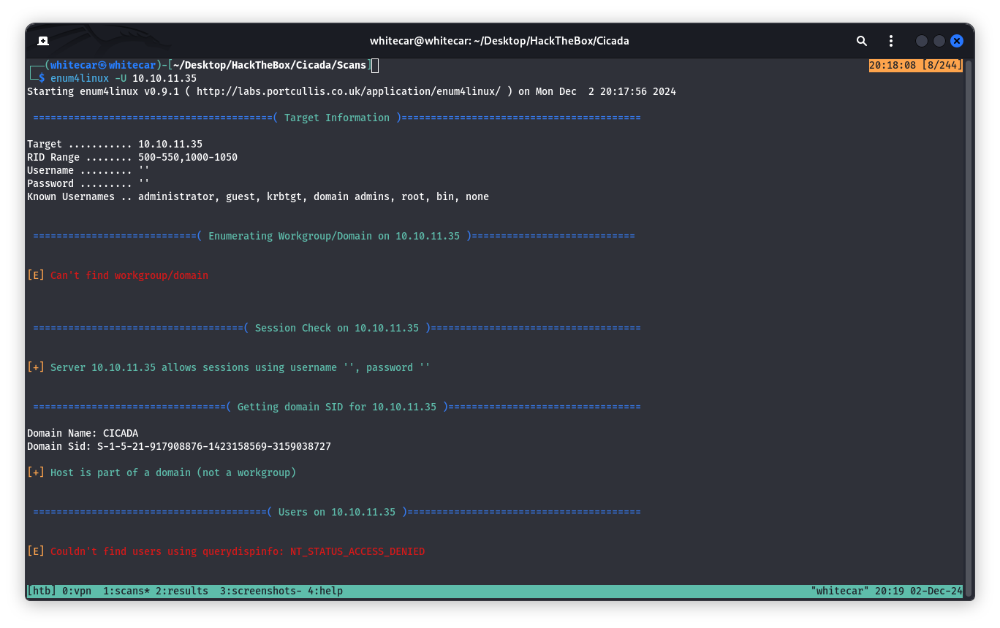 whitecar@whitecar: ~/Desktop/HackTheBox/Cicada
┌──(whitecar㉿whitecar)-[~/Desktop/HackTheBox/Cicada/Scans] 20:18:08 [8/244]
└─$ enum4linux -U 10.10.11.35
Starting enum4linux v0.9.1 ( http://labs.portcullis.co.uk/application/enum4linux/ ) on Mon Dec  2 20:17:56 2024
=========================================( Target Information )=========================================
Target ........... 10.10.11.35
RID Range ........ 500-550,1000-1050
Username ......... ''
Password ......... ''
Known Usernames .. administrator, guest, krbtgt, domain admins, root, bin, none
============================( Enumerating Workgroup/Domain on 10.10.11.35 )============================
[E] Can't find workgroup/domain
====================================( Session Check on 10.10.11.35 )====================================
[+] Server 10.10.11.35 allows sessions using username '', password ''
=================================( Getting domain SID for 10.10.11.35 )=================================
Domain Name: CICADA
Domain Sid: S-1-5-21-917908876-1423158569-3159038727
[+] Host is part of a domain (not a workgroup)
========================================( Users on 10.10.11.35 )========================================
[E] Couldn't find users using querydispinfo: NT_STATUS_ACCESS_DENIED
[htb] 0:vpn  1:scans* 2:results  3:screenshots- 4:help "whitecar" 20:19 02-Dec-24